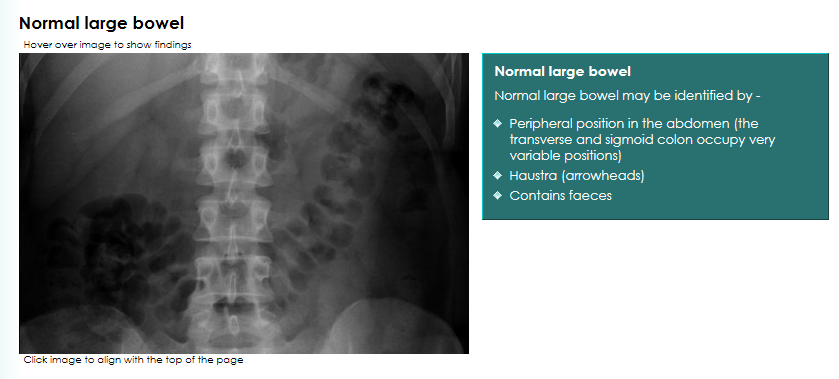 Normal large bowel
Hover over image to show findings
Normal large bowel
Normal large bowel may be identified by -
❖ Peripheral position in the abdomen (the
transverse and sigmoid colon occupy very
variable positions)
❖ Haustra (arrowheads)
❖ Contains faeces
Click image to align with the top of the page